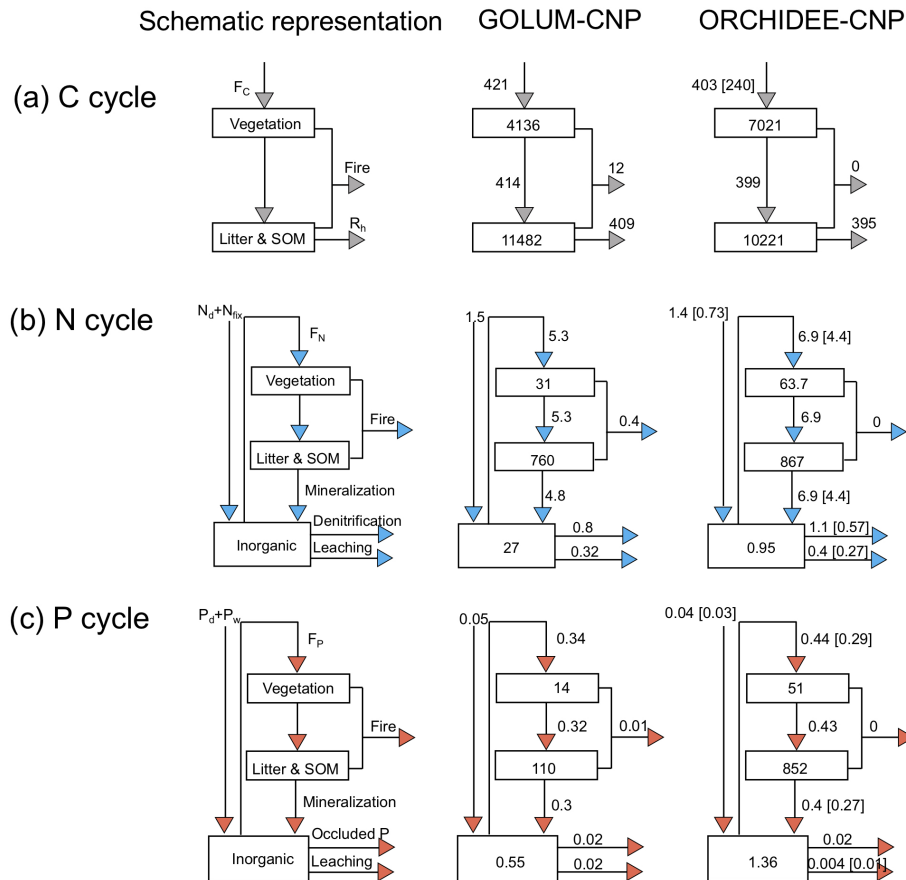 Schematic representation GOLUM-CNP ORCHIDEE-CNP
(a) C cycle
F_C 421 403 [240]
Vegetation 4136 7021
Fire 12 0
414 399
R_h 409 395
Litter & SOM 11482 10221
(b) N cycle
N_d+N_fix 1.5 1.4 [0.73]
F_N 5.3 6.9 [4.4]
Vegetation 31 63.7
Fire 5.3 0.4 6.9 0
Litter & SOM 760 867
Mineralization 4.8 6.9 [4.4]
Denitrification 0.8 1.1 [0.57]
Inorganic 27 0.95
Leaching 0.32 0.4 [0.27]
(c) P cycle
P_d+P_w 0.05 0.04 [0.03]
F_P 0.34 0.44 [0.29]
Vegetation 14 51
Fire 0.32 0.01 0.43 0
Litter & SOM 110 852
Mineralization 0.3 0.4 [0.27]
Occluded P 0.02 0.02
Inorganic 0.55 1.36
Leaching 0.02 0.004 [0.01]